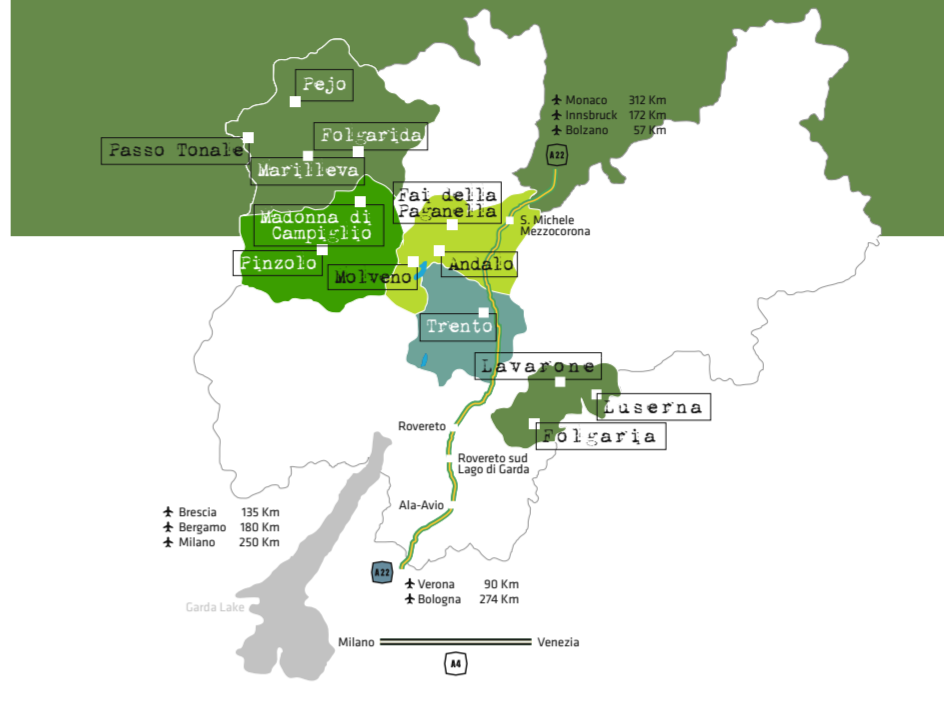 Pejo
Monaco 312 Km
Innsbruck 172 Km
Bolzano 57 Km
A22
Folgarida
Passo Tonale
Marilleva
Fai della
Paganella
Madonna di
Campiglio
S. Michele
Mezzocorona
Pinzolo
Molveno
Andalo
Trento
Lavarone
Luserna
Folgaria
Rovereto
Rovereto sud
Lago di Garda
Ala-Avio
Brescia 135 Km
Bergamo 180 Km
Milano 250 Km
A22
Verona 90 Km
Bologna 274 Km
Garda Lake
Milano
Venezia
A4